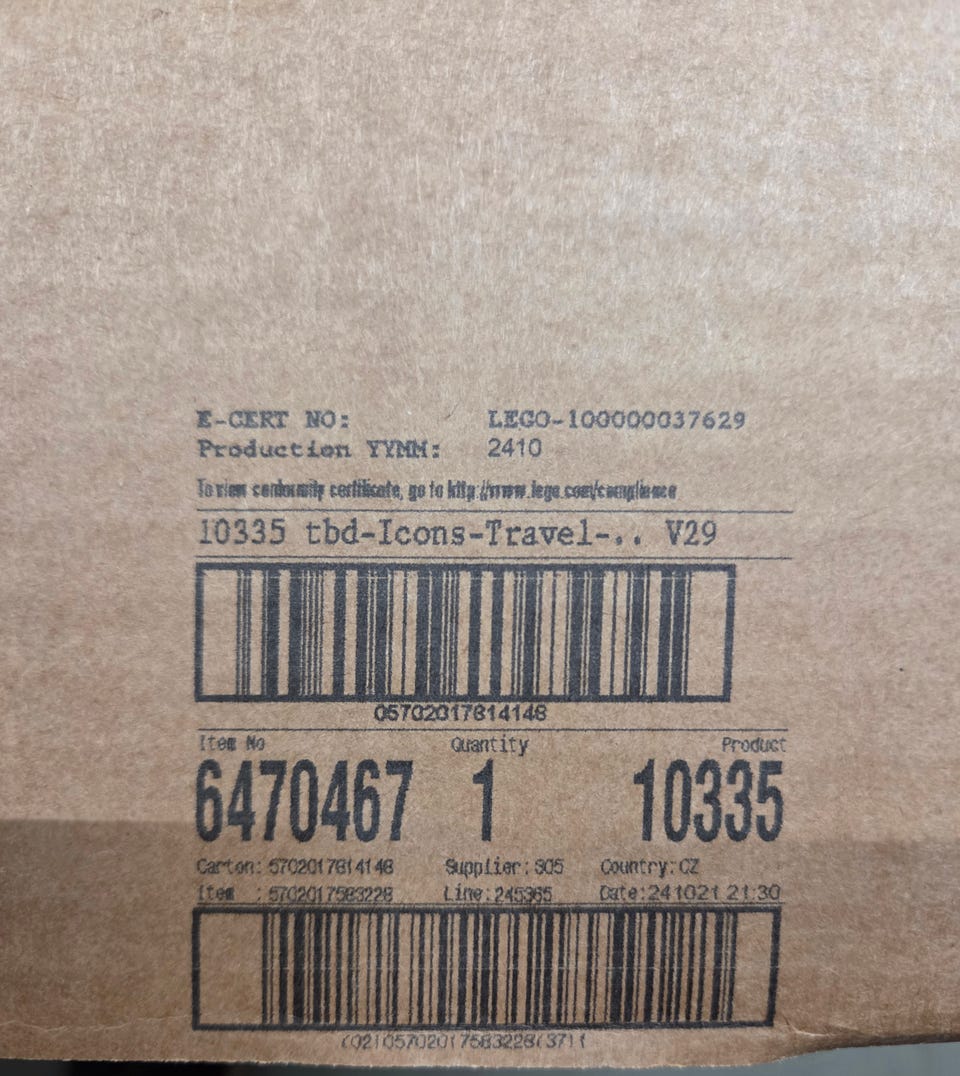 E-CERT NO: LEGO-100000037629
Production YYMM: 2410
To view conformity certificate, go to http://www.lego.com/compliance
10335 tbd-Icons-Travel-.. V29
05702017814148
Item No Quantity Product
6470467 1 10335
Carton: 5702017814148 Supplier: S05 Country: CZ
Item : 5702017583228 Line: 245365 Date: 241021 21:30
(02)05702017583228(37)1